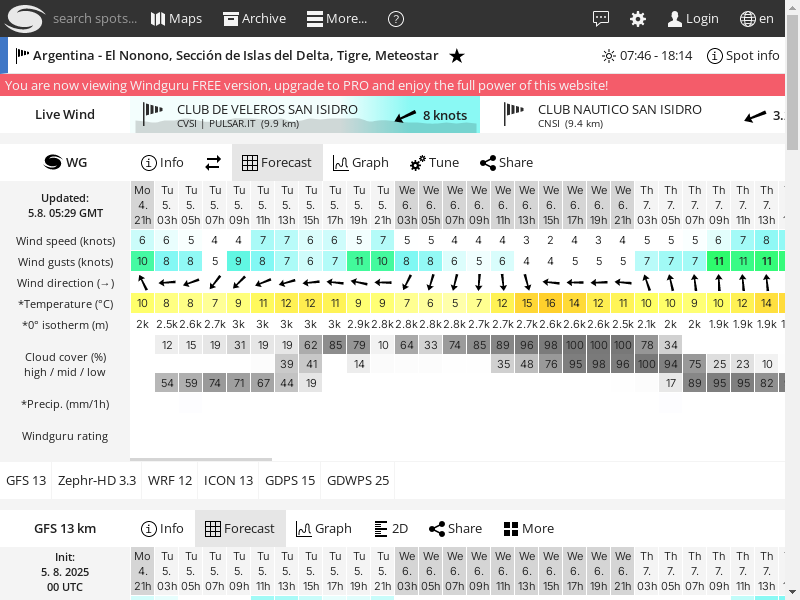 search spots... Maps Archive More... ? Login en
Argentina - El Nonono, Sección de Islas del Delta, Tigre, Meteostar ★ 07:46 - 18:14 Spot info
You are now viewing Windguru FREE version, upgrade to PRO and enjoy the full power of this website!
Live Wind CLUB DE VELEROS SAN ISIDRO 8 knots CLUB NAUTICO SAN ISIDRO 3.
CVSI | PULSAR.IT (9.9 km) CNSI (9.4 km)
WG Info Forecast Graph Tune Share
Updated:
5.8. 05:29 GMT
Mo Tu Tu Tu Tu Tu Tu Tu Tu Tu Tu We We We We We We We We We We Th Th Th Th Th Th
4. 5. 5. 5. 5. 5. 5. 5. 5. 5. 5. 6. 6. 6. 6. 6. 6. 6. 6. 6. 6. 7. 7. 7. 7. 7. 7.
21h 03h 05h 07h 09h 11h 13h 15h 17h 19h 21h 03h 05h 07h 09h 11h 13h 15h 17h 19h 21h 03h 05h 07h 09h 11h 13h
Wind speed (knots) 6 6 5 4 4 7 7 6 6 5 7 5 5 4 4 4 3 2 4 3 4 5 5 5 6 7 8
Wind gusts (knots) 10 8 8 5 9 8 7 6 7 11 10 8 8 6 5 6 4 4 5 5 5 7 7 7 11 11 11
Wind direction (→)
*Temperature (°C) 10 8 8 7 9 11 12 12 11 9 9 7 6 5 7 12 15 16 14 12 11 10 10 9 10 12 14
*0° isotherm (m) 2k 2.5k 2.6k 2.7k 3k 3k 3k 3k 3k 2.9k 2.8k 2.8k 2.8k 2.8k 2.7k 2.7k 2.7k 2.6k 2.6k 2.6k 2.5k 2.1k 2k 2k 1.9k 1.9k 1.9k
Cloud cover (%)
high / mid / low
12 15 19 31 19 19 62 85 79 10 64 33 74 85 89 96 98 100 100 100 78 34
39 41 14 35 48 76 95 98 96 100 94 75 25 23 10
54 59 74 71 67 44 19 17 89 95 95 82
*Precip. (mm/1h)
Windguru rating
GFS 13 Zephr-HD 3.3 WRF 12 ICON 13 GDPS 15 GDWPS 25
GFS 13 km Info Forecast Graph 2D Share More
Init:
5. 8. 2025
00 UTC
Mo Tu Tu Tu Tu Tu Tu Tu Tu Tu Tu We We We We We We We We We We Th Th Th Th Th Th
4. 5. 5. 5. 5. 5. 5. 5. 5. 5. 5. 6. 6. 6. 6. 6. 6. 6. 6. 6. 6. 7. 7. 7. 7. 7. 7.
21h 03h 05h 07h 09h 11h 13h 15h 17h 19h 21h 03h 05h 07h 09h 11h 13h 15h 17h 19h 21h 03h 05h 07h 09h 11h 13h